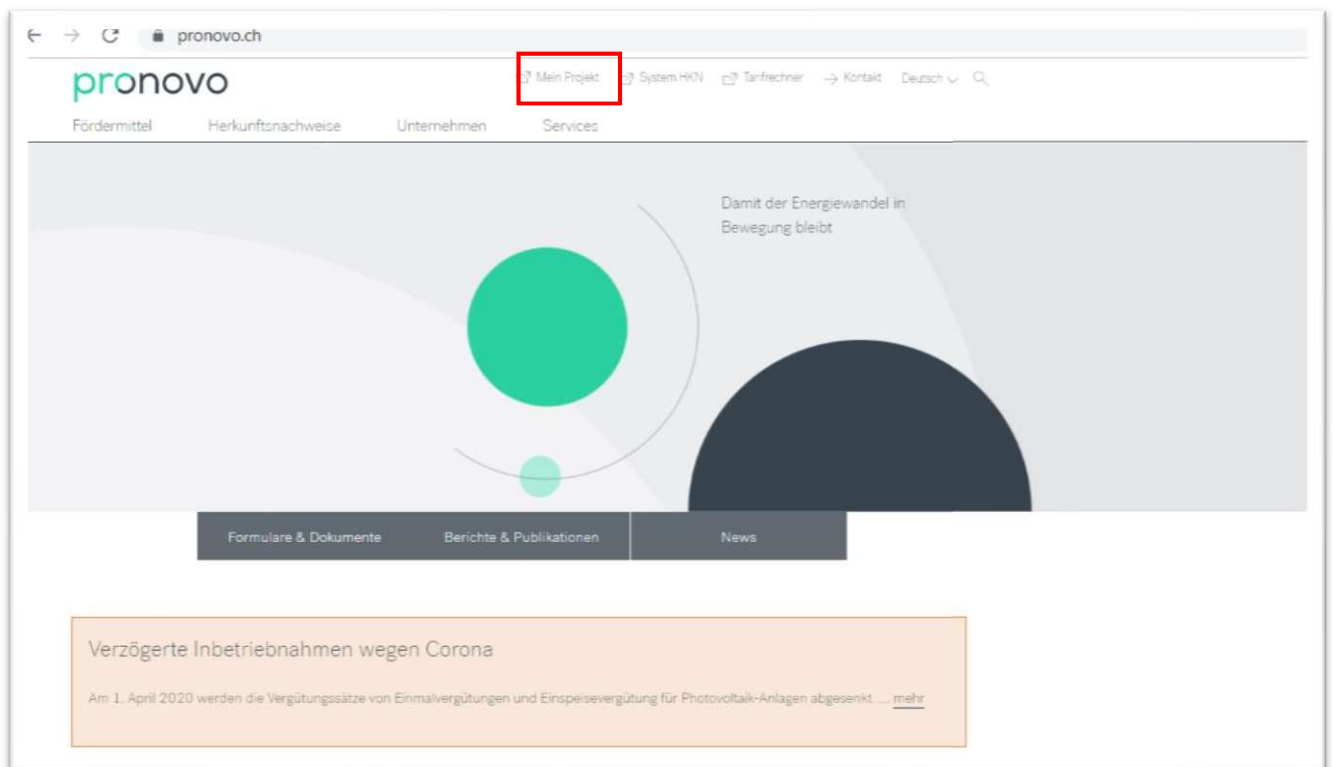 pronovo.ch
pronovo
Mein Projekt System HKN Tarifrechner Kontakt Deutsch
Fördermittel Herkunftsnachweise Unternehmen Services
Damit der Energiewandel in
Bewegung bleibt
Formulare & Dokumente Berichte & Publikationen News
Verzögerte Inbetriebnahmen wegen Corona
Am 1. April 2020 werden die Vergütungssätze von Einmalvergütungen und Einspeisevergütung für Photovoltaik-Anlagen abgesenkt. ... mehr